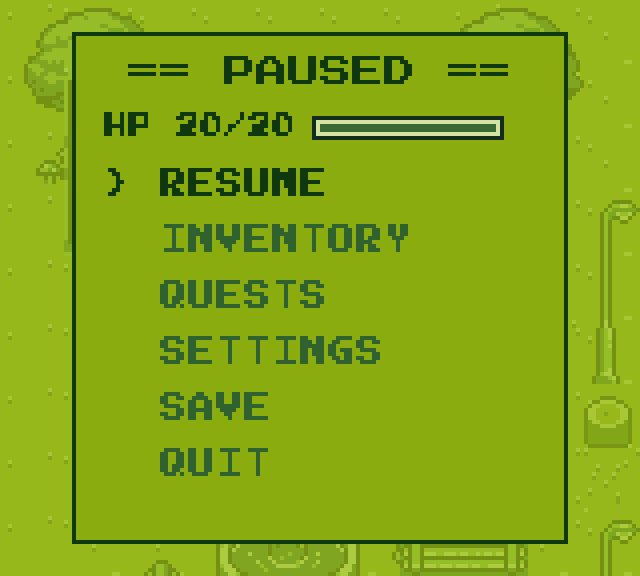 == PAUSED ==
HP 20/20
> RESUME
INVENTORY
QUESTS
SETTINGS
SAVE
QUIT